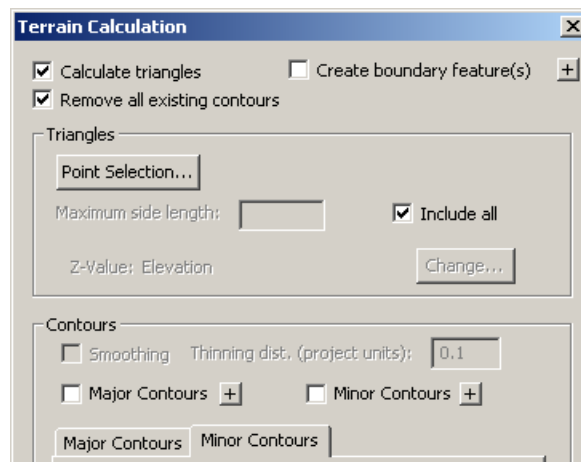 Terrain Calculation
Calculate triangles Create boundary feature(s) +
Remove all existing contours
Triangles
Point Selection...
Maximum side length: Include all
Z-Value: Elevation Change...
Contours
Smoothing Thinning dist. (project units): 0.1
Major Contours + Minor Contours +
Major Contours Minor Contours